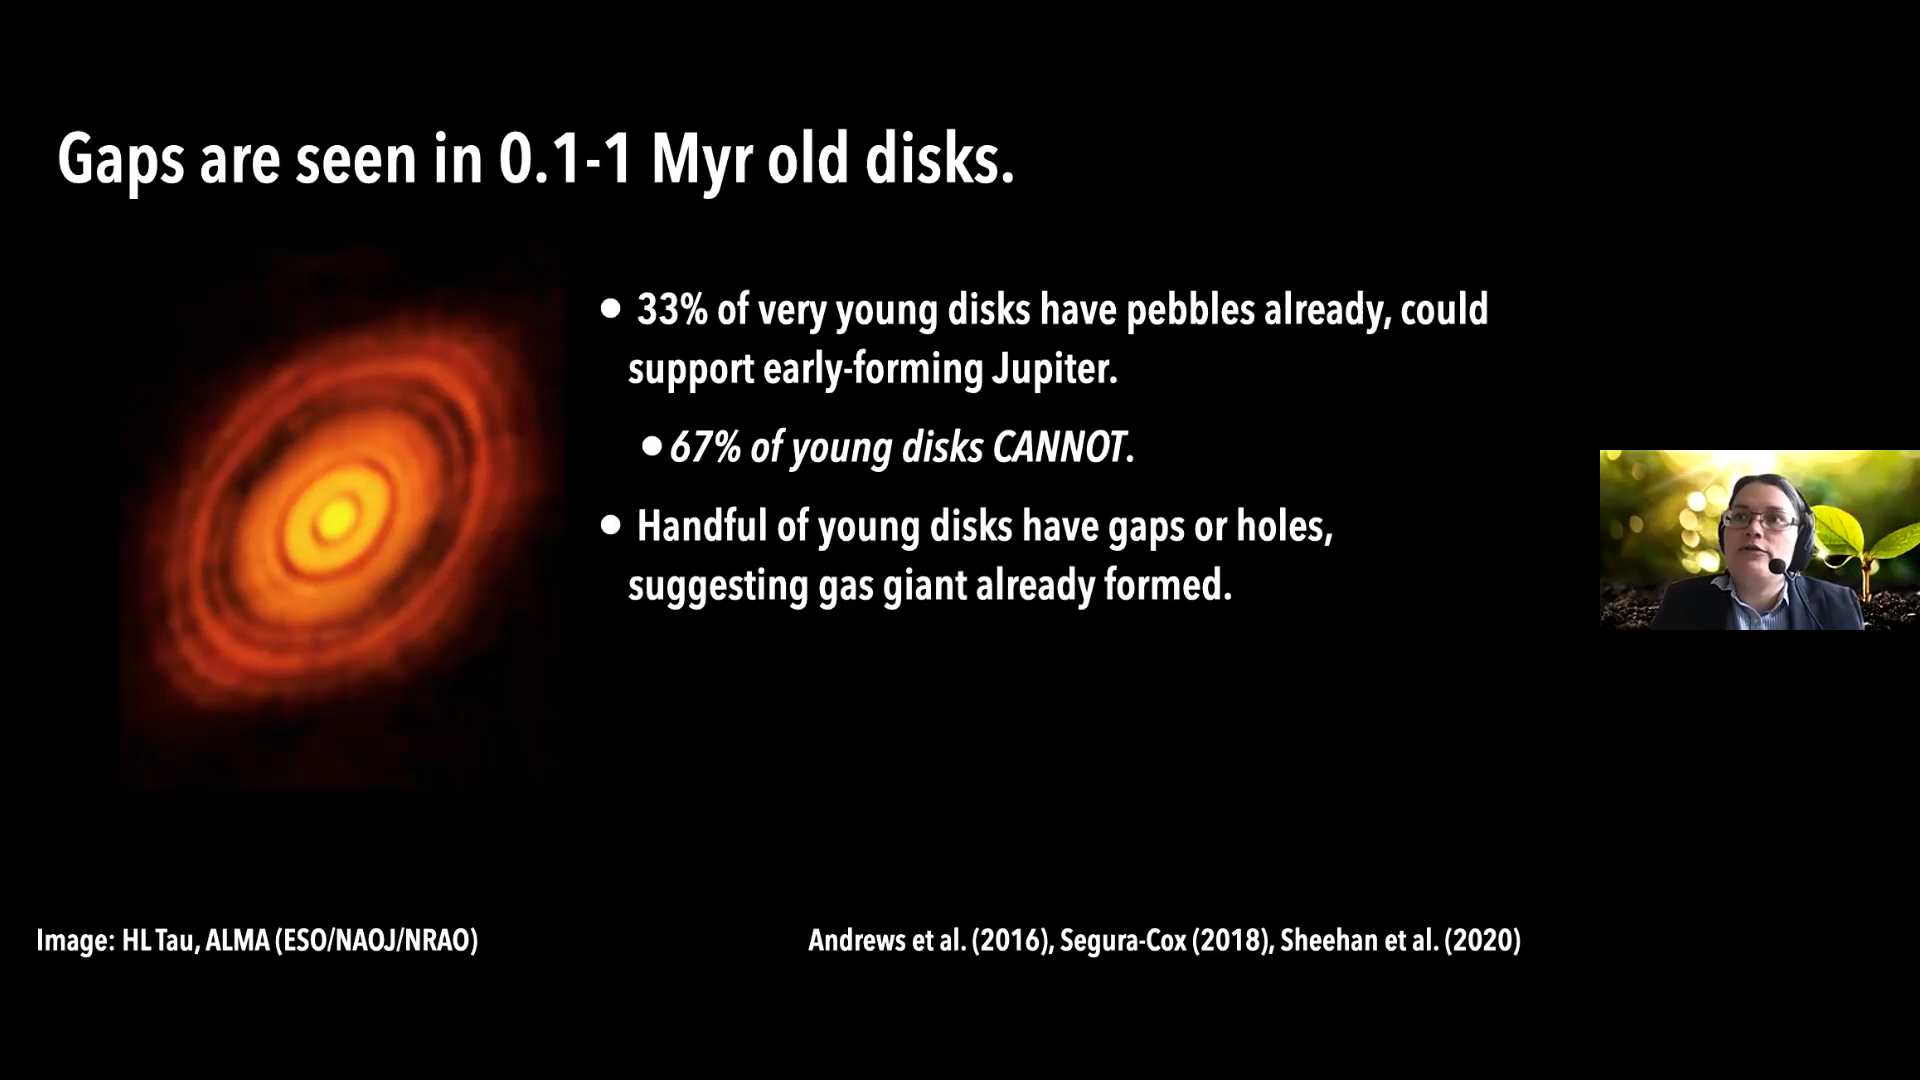 Gaps are seen in 0.1-1 Myr old disks.
● 33% of very young disks have pebbles already, could
support early-forming Jupiter.
● 67% of young disks CANNOT.
● Handful of young disks have gaps or holes,
suggesting gas giant already formed.
Image: HL Tau, ALMA (ESO/NAOJ/NRAO)
Andrews et al. (2016), Segura-Cox (2018), Sheehan et al. (2020)